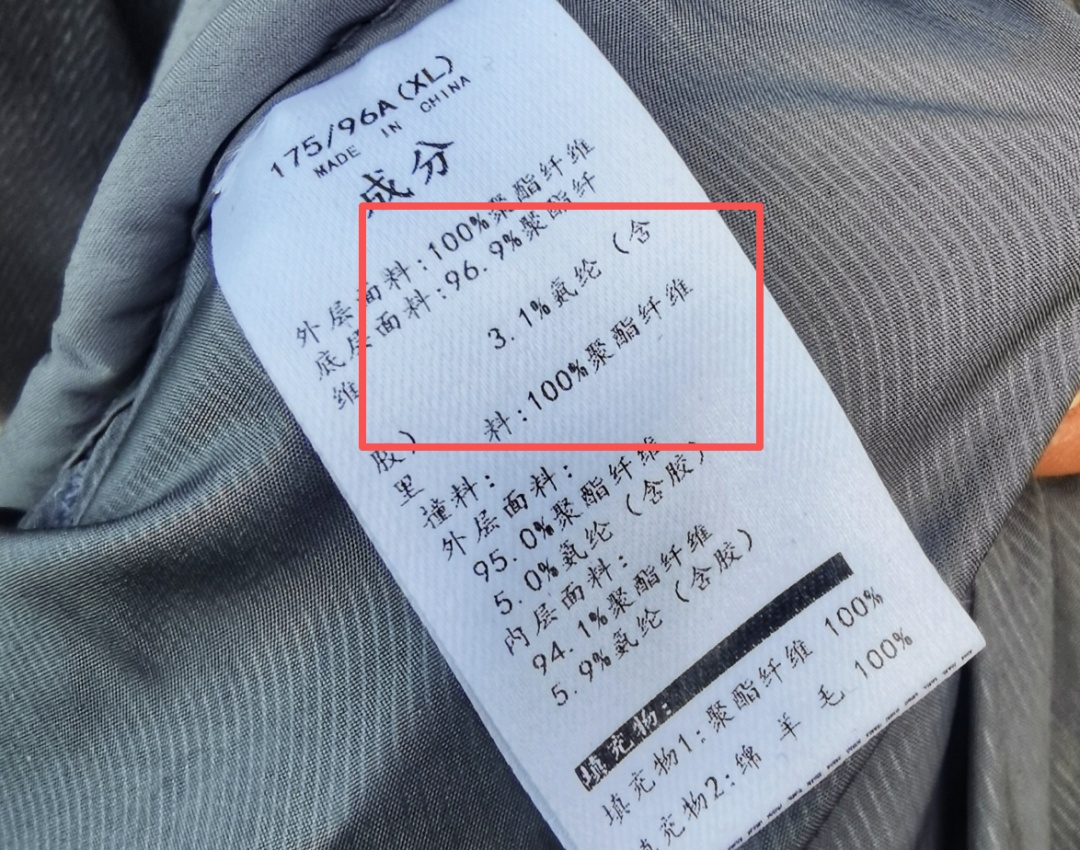 175/96A(XL)
MADE IN CHINA
成分
外层面料:100%聚酯纤维
底层面料:96.9%聚酯纤
维 3.1%氨纶(含
胶)
里 料:100%聚酯纤维
撞料:
外层面料:
95.0%聚酯纤维
5.0%氨纶(含胶)
内层面料:
94.1%聚酯纤维
5.9%氨纶(含胶)
填充物:
填充物1:聚酯纤维 100%
填充物2:绵 羊 毛 100%